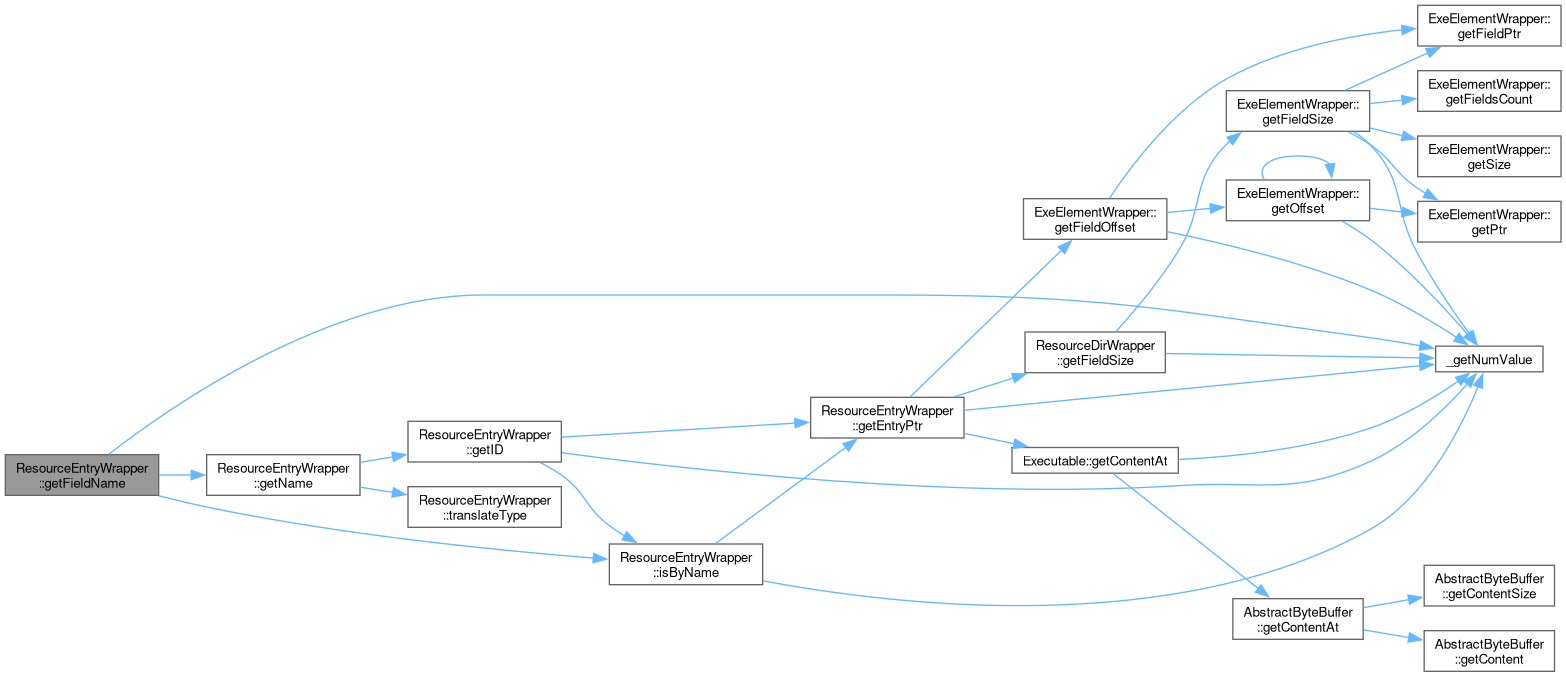 ResourceEntryWrapper
::getFieldName
ResourceEntryWrapper
::getName
ResourceEntryWrapper
::getID
ResourceEntryWrapper
::translateType
ResourceEntryWrapper
::isByName
ResourceEntryWrapper
::getEntryPtr
ExeElementWrapper::
getFieldOffset
ResourceDirWrapper
::getFieldSize
Executable::getContentAt
ExeElementWrapper::
getFieldSize
ExeElementWrapper::
getOffset
AbstractByteBuffer
::getContentAt
ExeElementWrapper::
getFieldPtr
ExeElementWrapper::
getFieldsCount
ExeElementWrapper::
getSize
ExeElementWrapper::
getPtr
_getNumValue
AbstractByteBuffer
::getContentSize
AbstractByteBuffer
::getContent